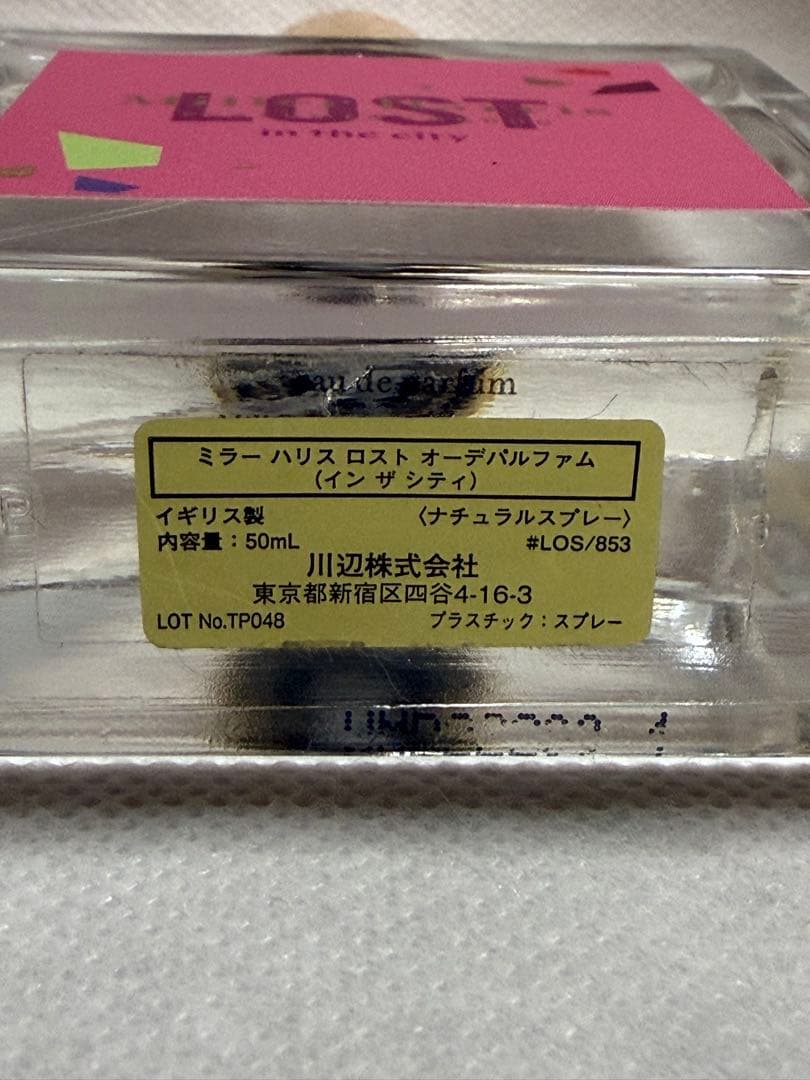 LOST
in the city
eau de parfum
ミラー ハリス ロスト オーデパルファム
(イン ザ シティ)
イギリス製 〈ナチュラルスプレー〉
内容量：50mL #LOS/853
川辺株式会社
東京都新宿区四谷4-16-3
LOT No.TP048 プラスチック：スプレー